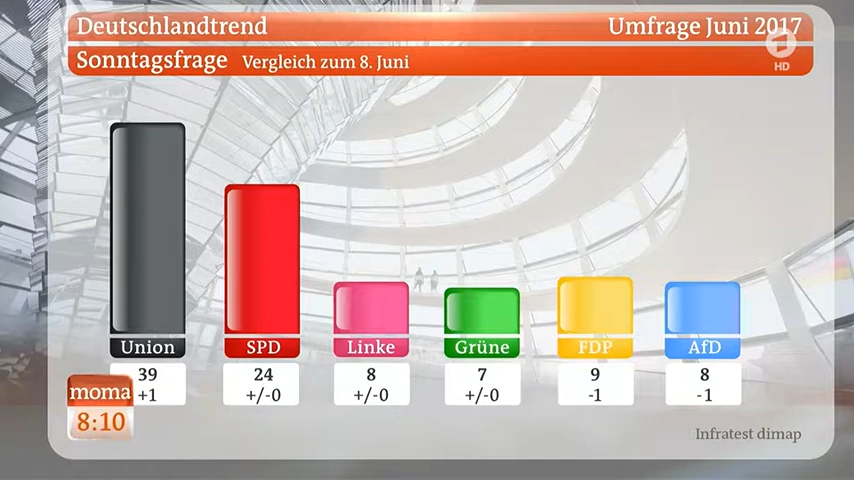 Deutschlandtrend
Umfrage Juni 2017
Sonntagsfrage Vergleich zum 8. Juni
HD
Union SPD Linke Grüne FDP AfD
39 24 8 7 9 8
+1 +/-0 +/-0 +/-0 -1 -1
moma
8:10
Infratest dimap